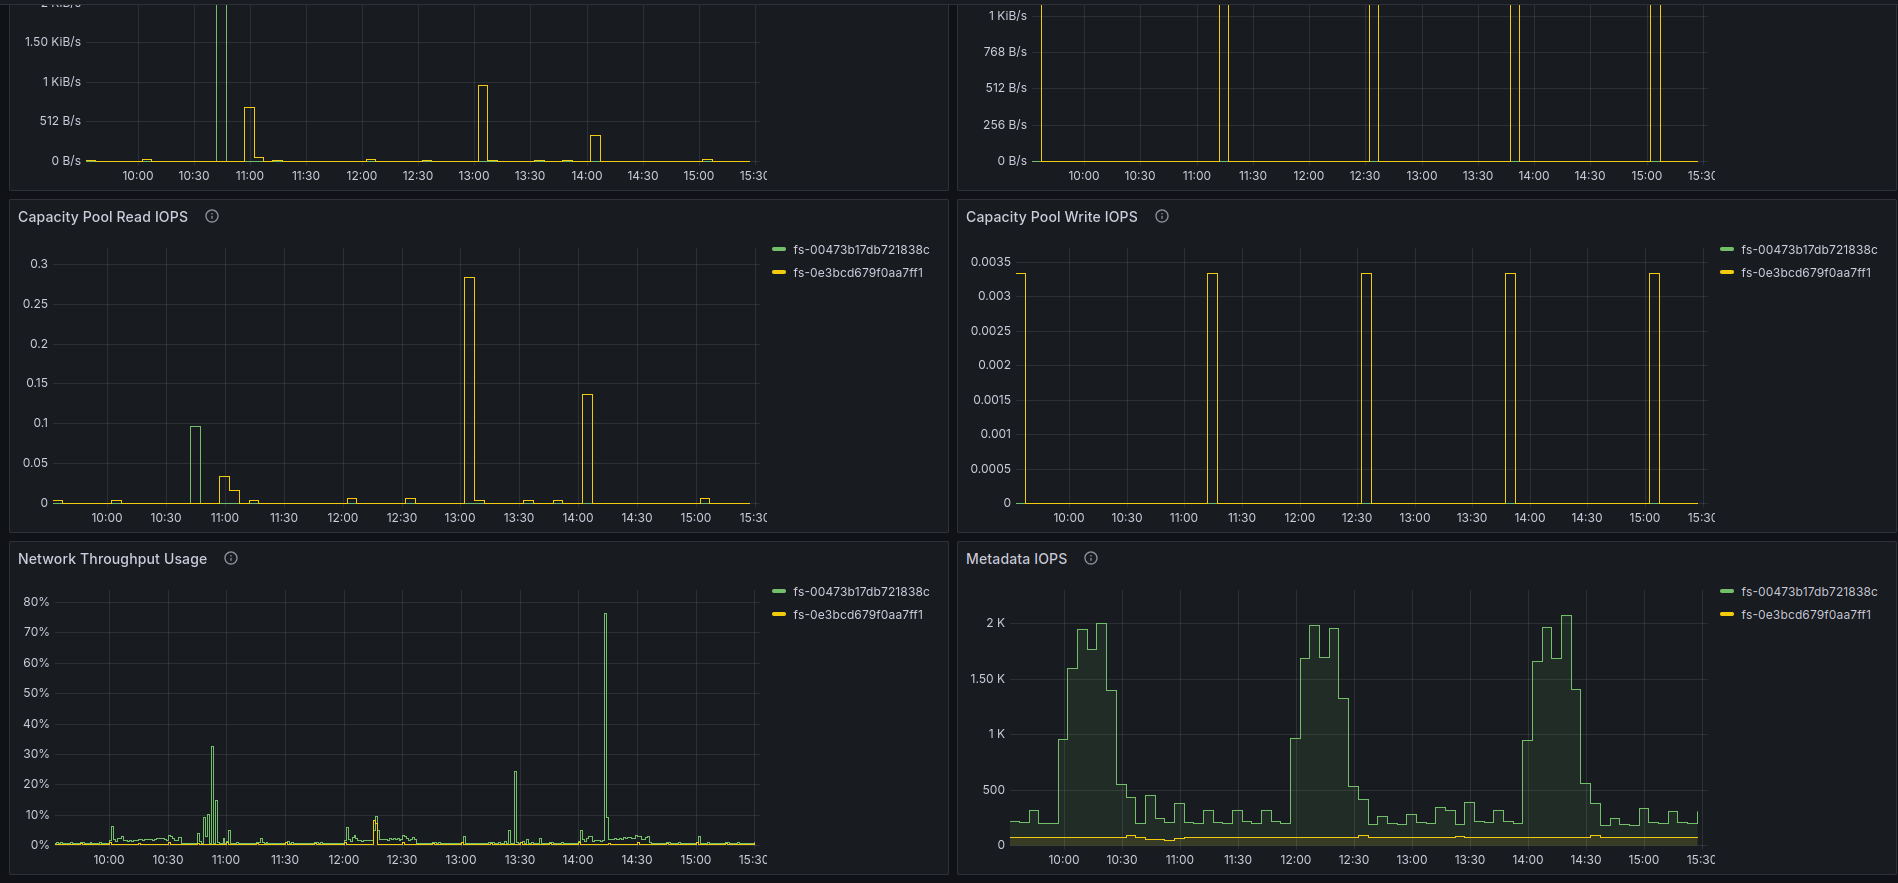 2 KiB/s
1.50 KiB/s
1 KiB/s
512 B/s
0 B/s
10:00 10:30 11:00 11:30 12:00 12:30 13:00 13:30 14:00 14:30 15:00 15:30
1 KiB/s
768 B/s
512 B/s
256 B/s
0 B/s
10:00 10:30 11:00 11:30 12:00 12:30 13:00 13:30 14:00 14:30 15:00 15:30
Capacity Pool Read IOPS
fs-00473b17db721838c
fs-0e3bcd679f0aa7ff1
0.3
0.25
0.2
0.15
0.1
0.05
0
10:00 10:30 11:00 11:30 12:00 12:30 13:00 13:30 14:00 14:30 15:00 15:30
Capacity Pool Write IOPS
fs-00473b17db721838c
fs-0e3bcd679f0aa7ff1
0.0035
0.003
0.0025
0.002
0.0015
0.001
0.0005
0
10:00 10:30 11:00 11:30 12:00 12:30 13:00 13:30 14:00 14:30 15:00 15:30
Network Throughput Usage
fs-00473b17db721838c
fs-0e3bcd679f0aa7ff1
80%
70%
60%
50%
40%
30%
20%
10%
0%
10:00 10:30 11:00 11:30 12:00 12:30 13:00 13:30 14:00 14:30 15:00 15:30
Metadata IOPS
fs-00473b17db721838c
fs-0e3bcd679f0aa7ff1
2 K
1.50 K
1 K
500
0
10:00 10:30 11:00 11:30 12:00 12:30 13:00 13:30 14:00 14:30 15:00 15:30